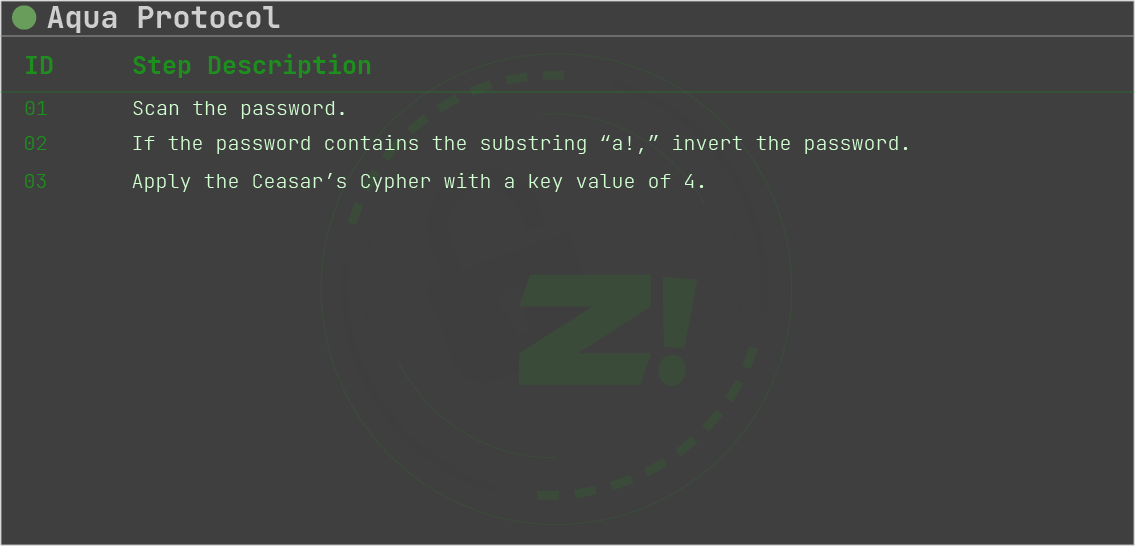 Aqua Protocol
ID Step Description
01 Scan the password.
02 If the password contains the substring “a!,” invert the password.
03 Apply the Ceasar’s Cypher with a key value of 4.
Z!